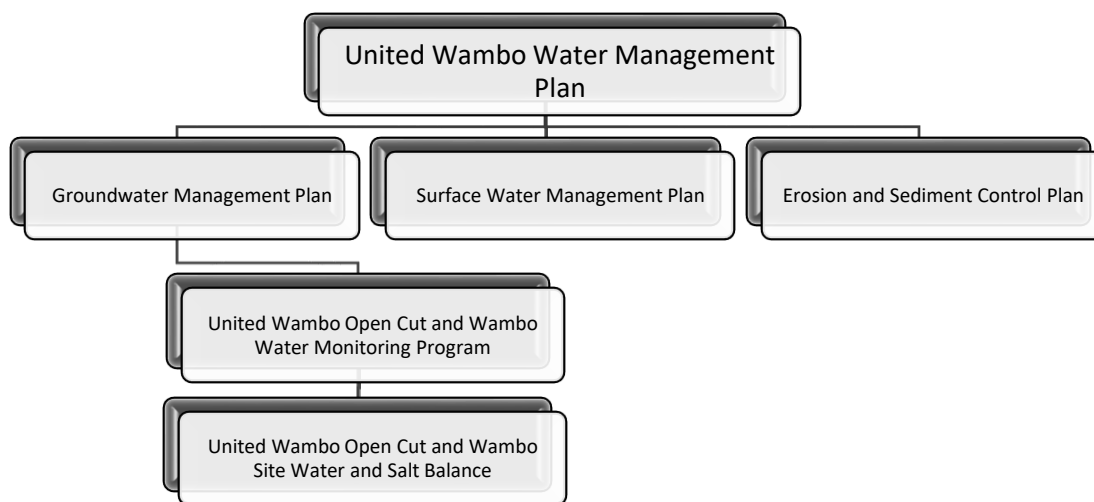 United Wambo Water Management
Plan
Groundwater Management Plan
Surface Water Management Plan
Erosion and Sediment Control Plan
United Wambo Open Cut and Wambo
Water Monitoring Program
United Wambo Open Cut and Wambo
Site Water and Salt Balance